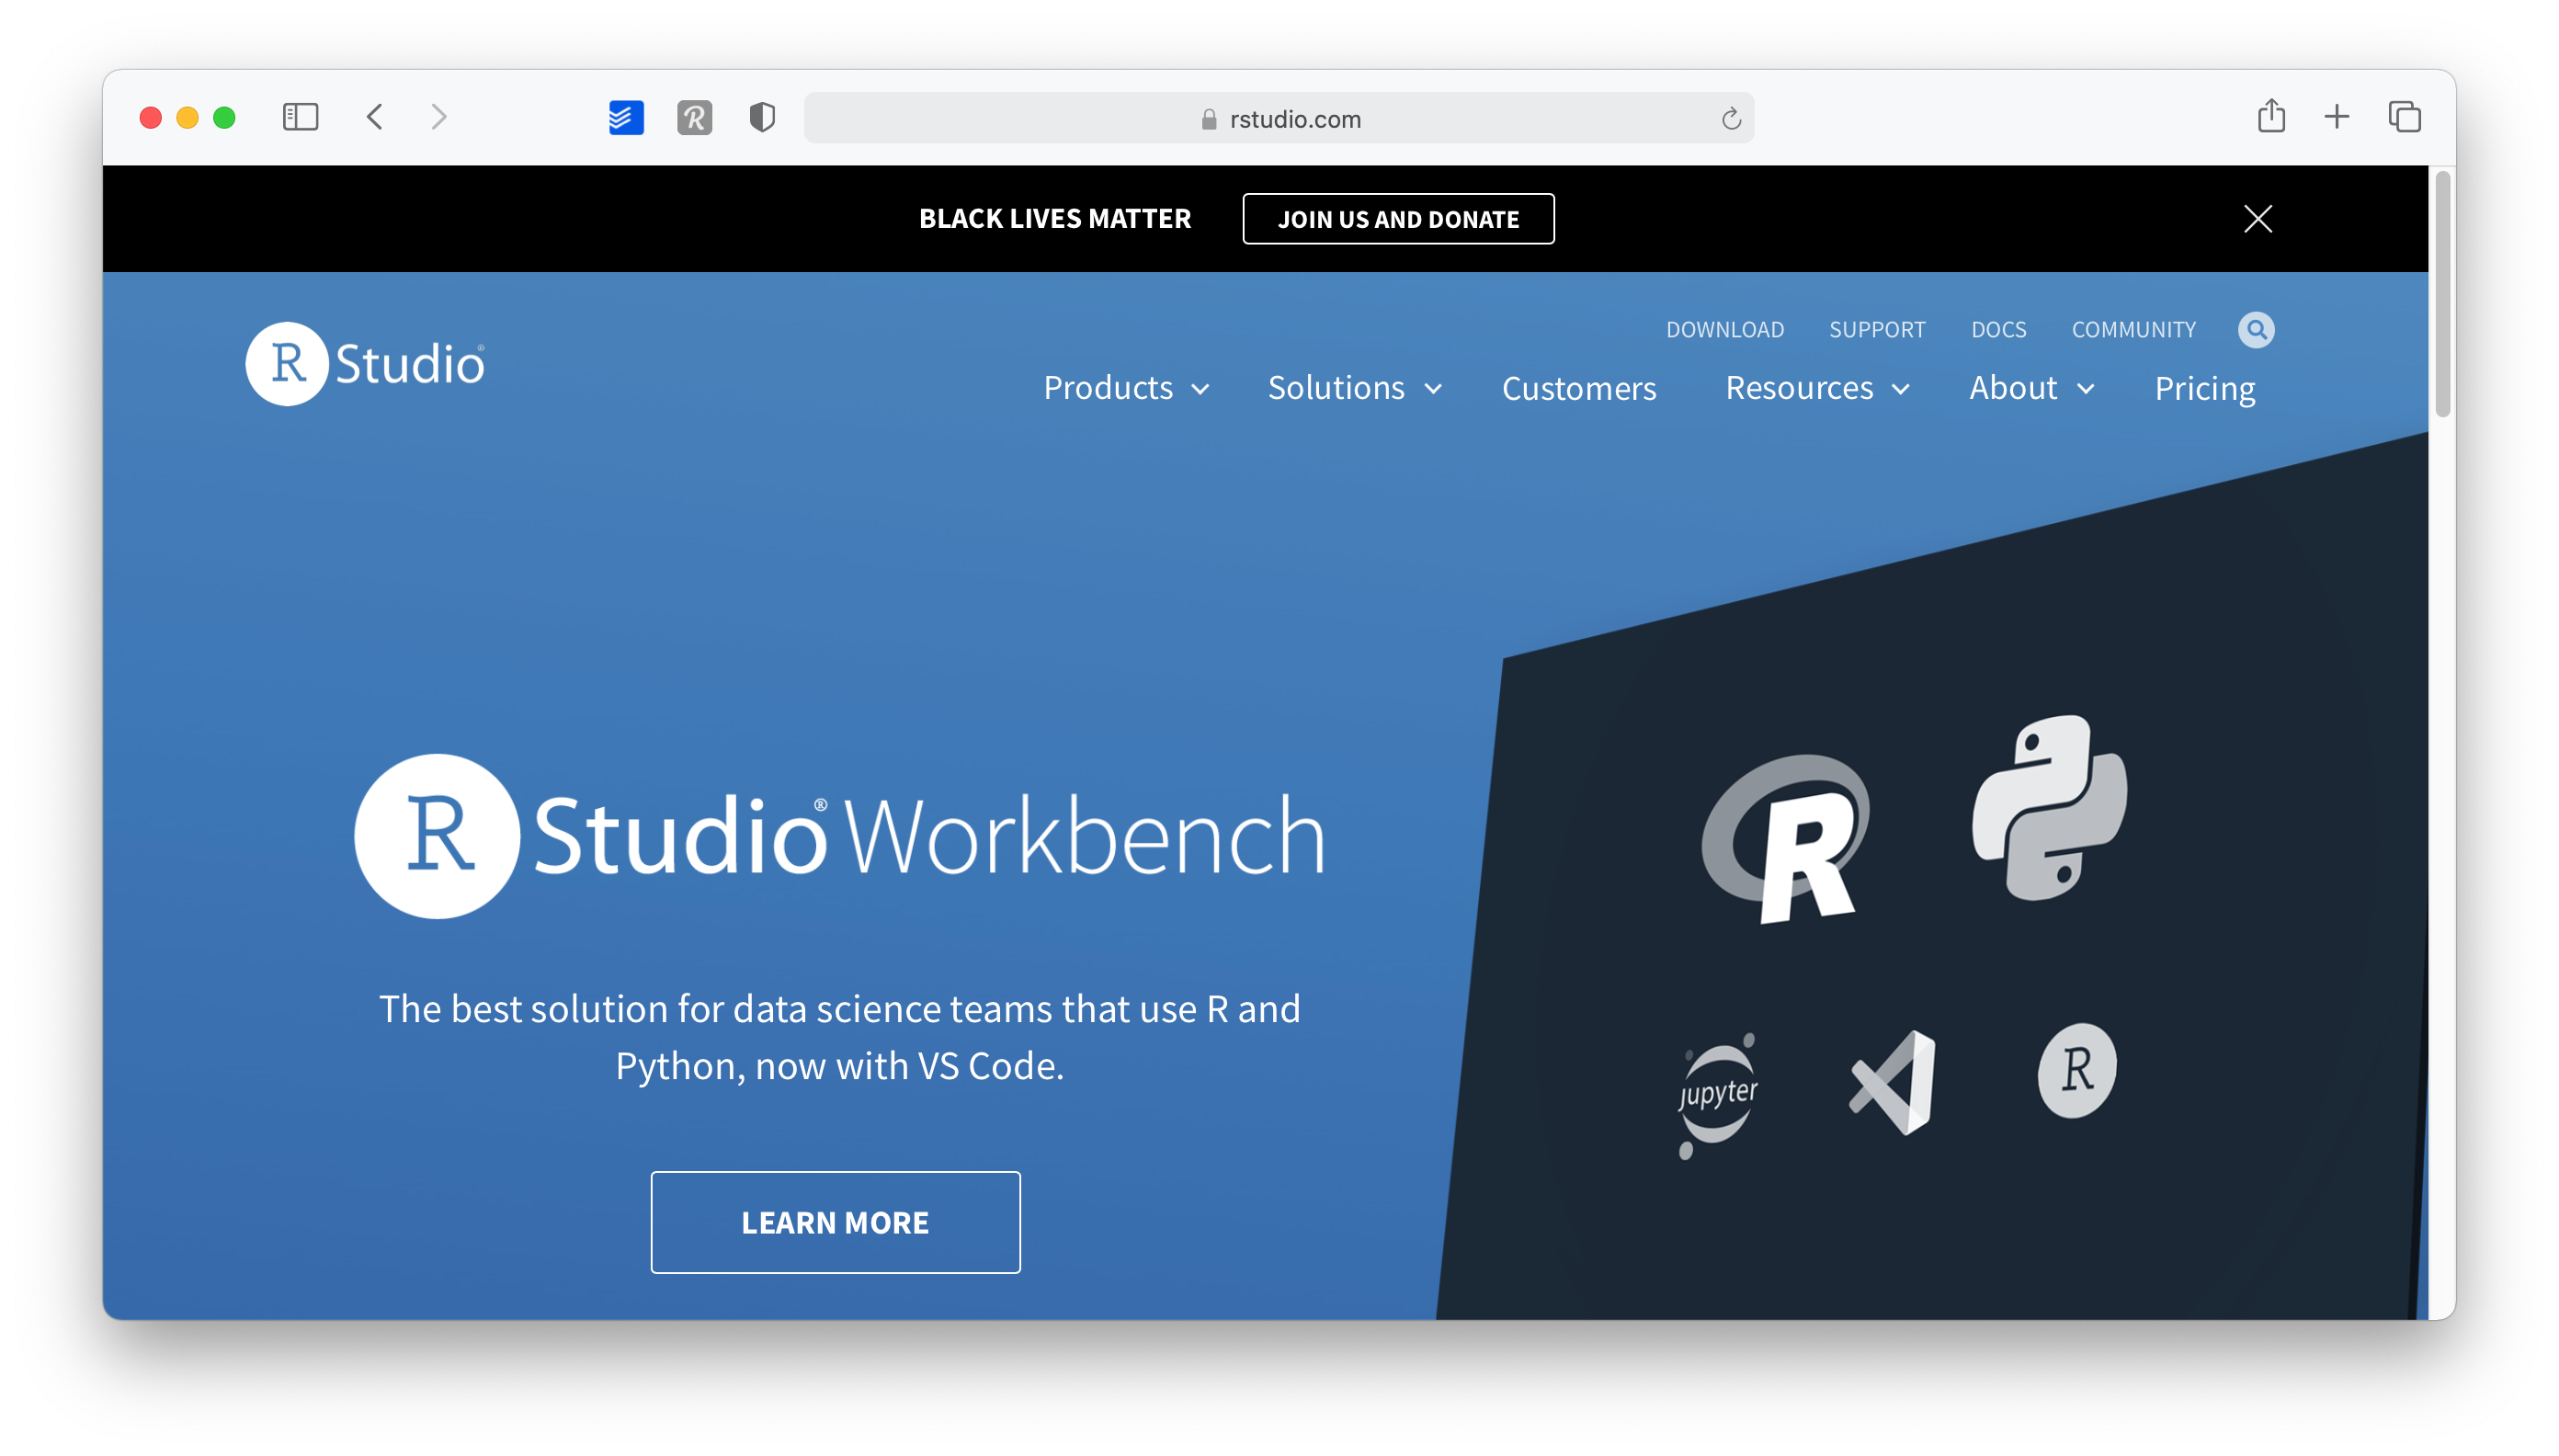 rstudio.com
BLACK LIVES MATTER JOIN US AND DONATE
DOWNLOAD SUPPORT DOCS COMMUNITY
R Studio®
Products Solutions Customers Resources About Pricing
R Studio® Workbench
R
The best solution for data science teams that use R and
Python, now with VS Code.
jupyter R
LEARN MORE